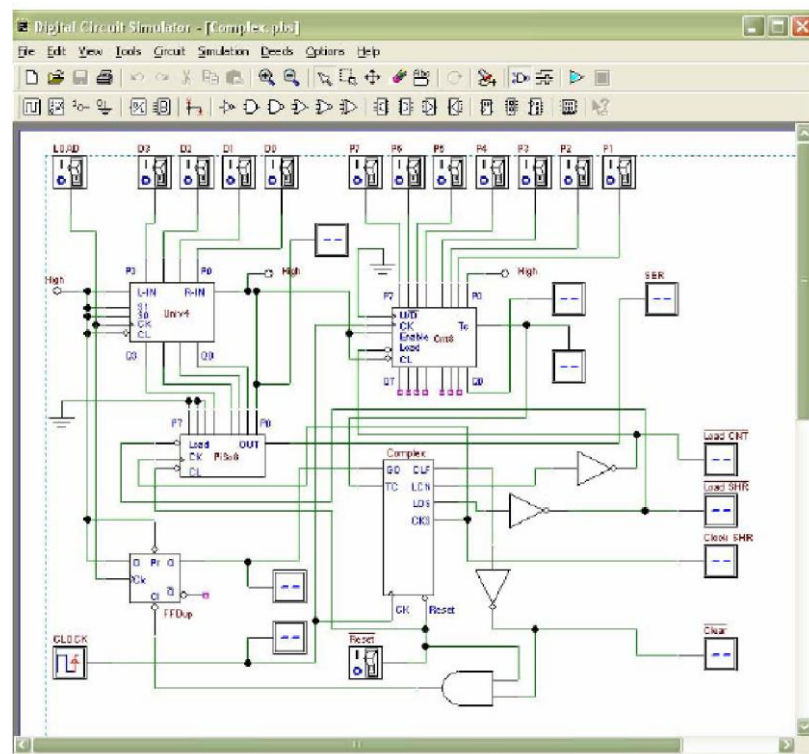 Digital Circuit Simulator - [Complex.pbs]
File Edit View Tools Circuit Simulation Deeds Options Help
LOAD D3 D2 D1 D0 P7 P6 P5 P4 P3 P2 P1
High
High
High
SER
P3 P0
L-IN R-IN
Univ4
S1
S0
CK
CL
Q3 Q0
P7 P0
U/D
CK
Enable
Load
CL
Tc
Cnt8
Q7 Q0
P7 P0
Load OUT
CK
CL
PiSo8
Complex
GO CLF
TC LCN
LDS
CKS
CK Reset
Load CNT
Load SHR
Clock SHR
Clear
D Pr Q
Ck
Cl Q
FFDup
CLOCK
Reset